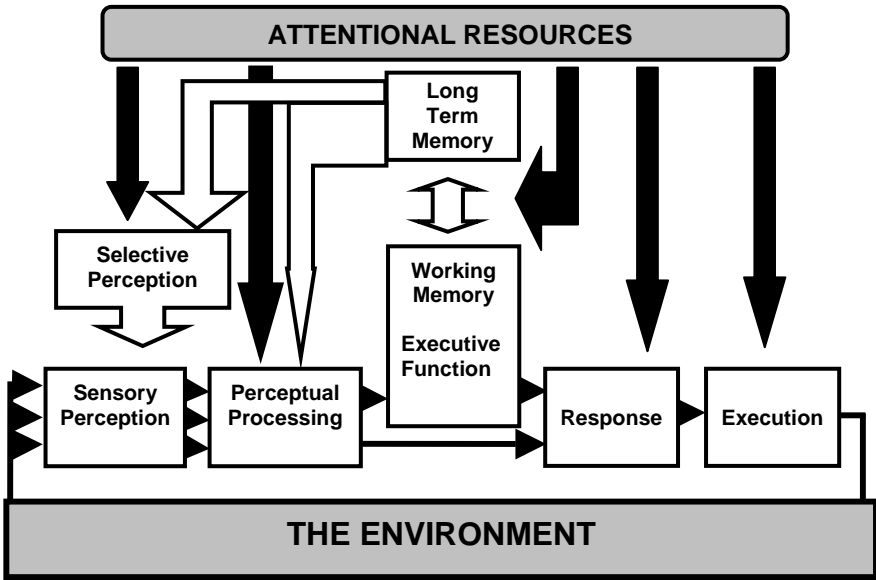 ATTENTIONAL RESOURCES
Long
Term
Memory
Selective
Perception
Working
Memory
Executive
Function
Sensory
Perception
Perceptual
Processing
Response
Execution
THE ENVIRONMENT